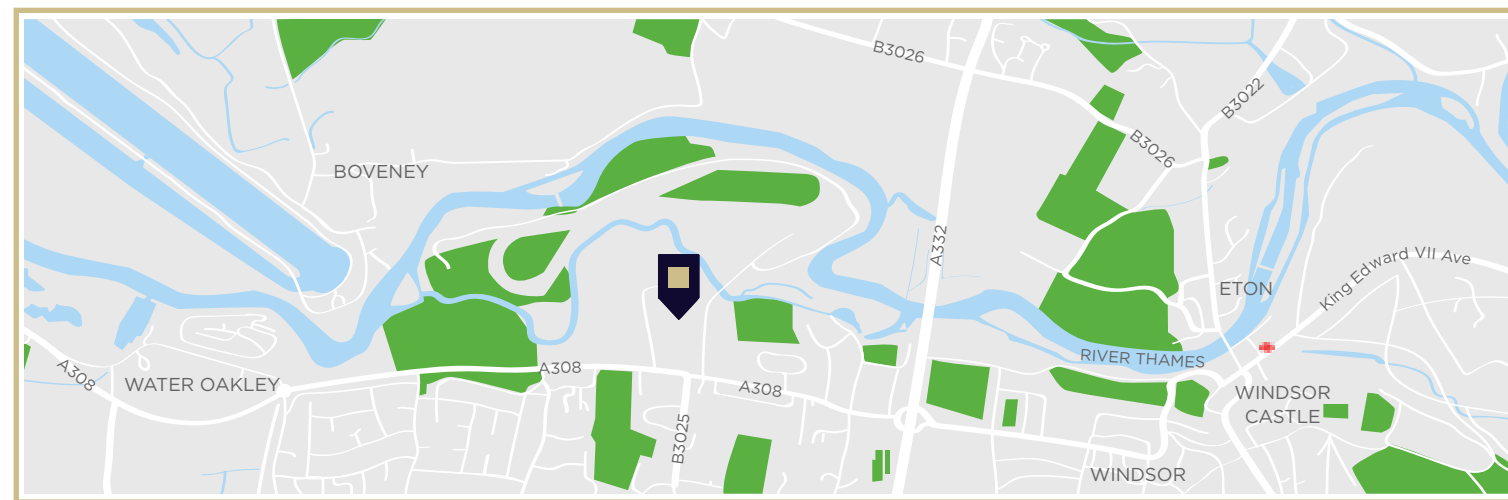 B3026
B3022
B3026
BOVENEY
A332
King Edward VII Ave
ETON
RIVER THAMES
A308
WATER OAKLEY
A308
A308
B3025
WINDSOR
CASTLE
WINDSOR